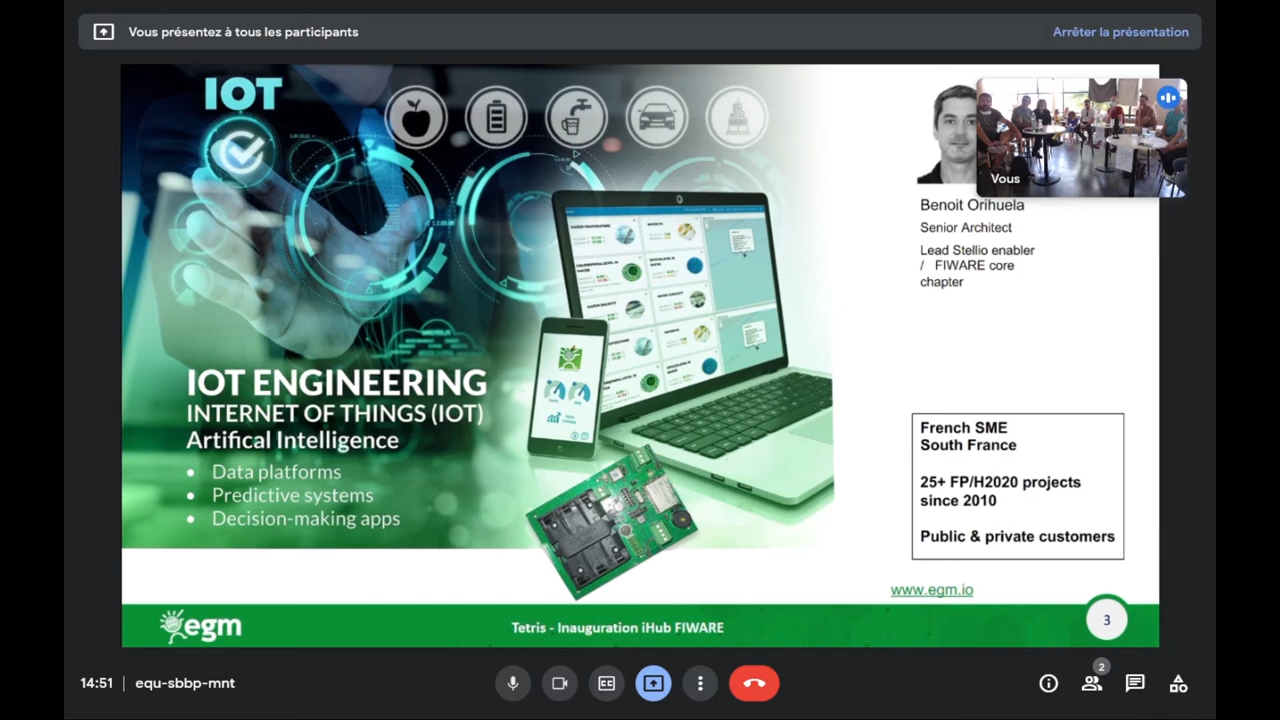 Vous présentez à tous les participants
Arrêter la présentation
IOT
Vous
Benoit Orihuela
Senior Architect
Lead Stellio enabler
/ FIWARE core
chapter
IOT ENGINEERING
INTERNET OF THINGS (IOT)
Artifical Intelligence
• Data platforms
• Predictive systems
• Decision-making apps
French SME
South France
25+ FP/H2020 projects
since 2010
Public & private customers
www.egm.io
egm
Tetris - Inauguration iHub FIWARE
3
14:51 | equ-sbbp-mnt
CC
2